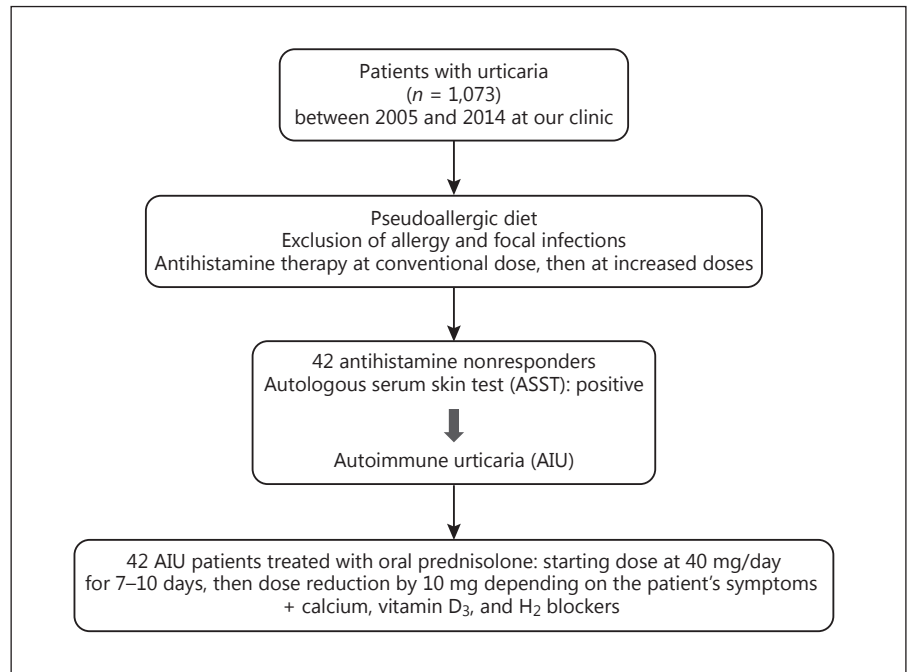 Patients with urticaria
(n = 1,073)
between 2005 and 2014 at our clinic
Pseudoallergic diet
Exclusion of allergy and focal infections
Antihistamine therapy at conventional dose, then at increased doses
42 antihistamine nonresponders
Autologous serum skin test (ASST): positive
Autoimmune urticaria (AIU)
42 AIU patients treated with oral prednisolone: starting dose at 40 mg/day
for 7–10 days, then dose reduction by 10 mg depending on the patient's symptoms
+ calcium, vitamin D₃, and H₂ blockers